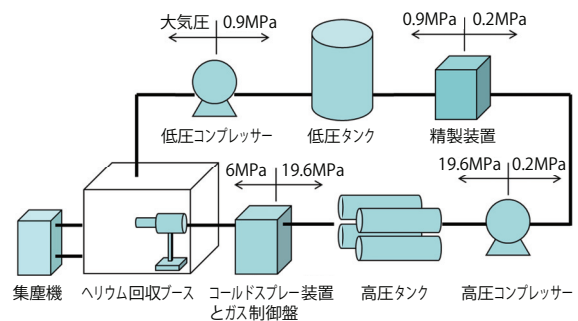 大気圧 0.9MPa
0.9MPa 0.2MPa
低圧コンプレッサー
低圧タンク
精製装置
6MPa 19.6MPa
19.6MPa 0.2MPa
集塵機
ヘリウム回収ブース
コールドスプレー装置
とガス制御盤
高圧タンク
高圧コンプレッサー